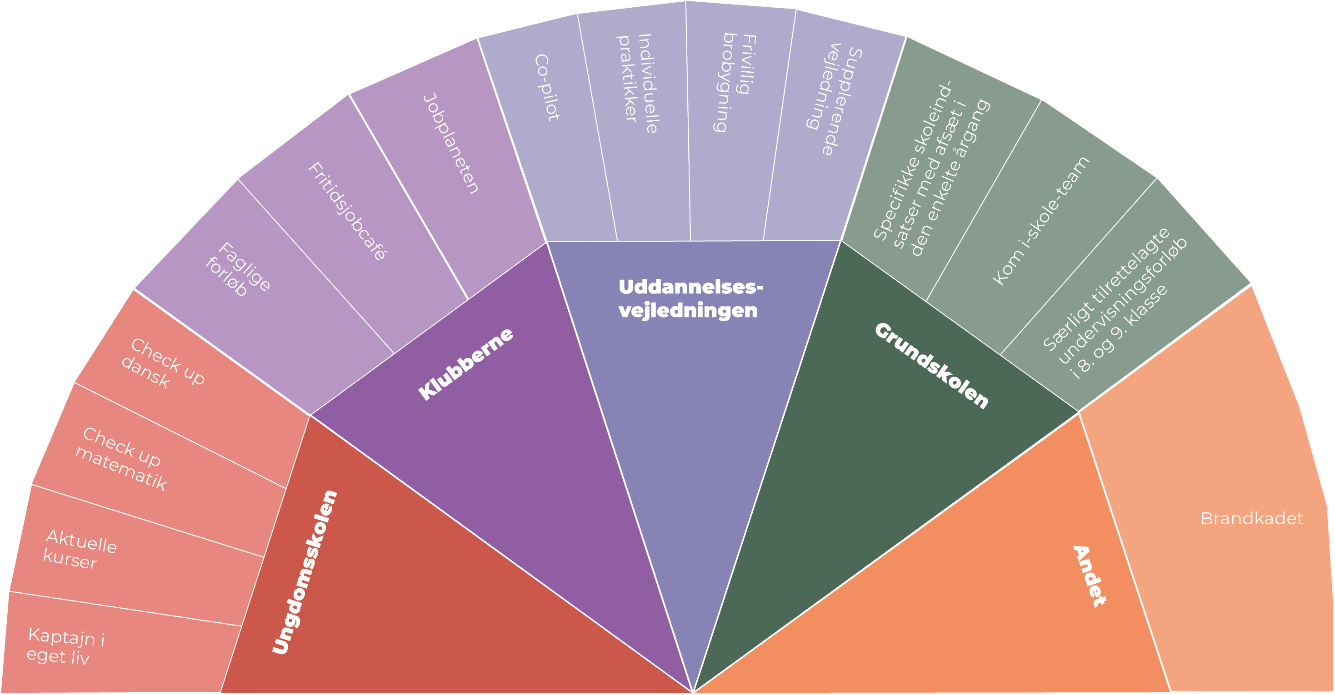 Ungdomsskolen
Kaptajn i
eget liv
Aktuelle
kurser
Check up
matematik
Check up
dansk
Klubberne
Faglige
forløb
Fritidsjobcafé
Jobplaneten
Uddannelses-
vejledningen
Co-pilot
Individuelle
praktikker
Frivillig
brobygning
Supplerende
vejledning
Grundskolen
Specifikke skoleind-
satser med afsæt i
den enkelte årgang
Kom i-skole-team
Særligt tilrettelagte
undervisningsforløb
i 8. og 9. klasse
Andet
Brandkadet